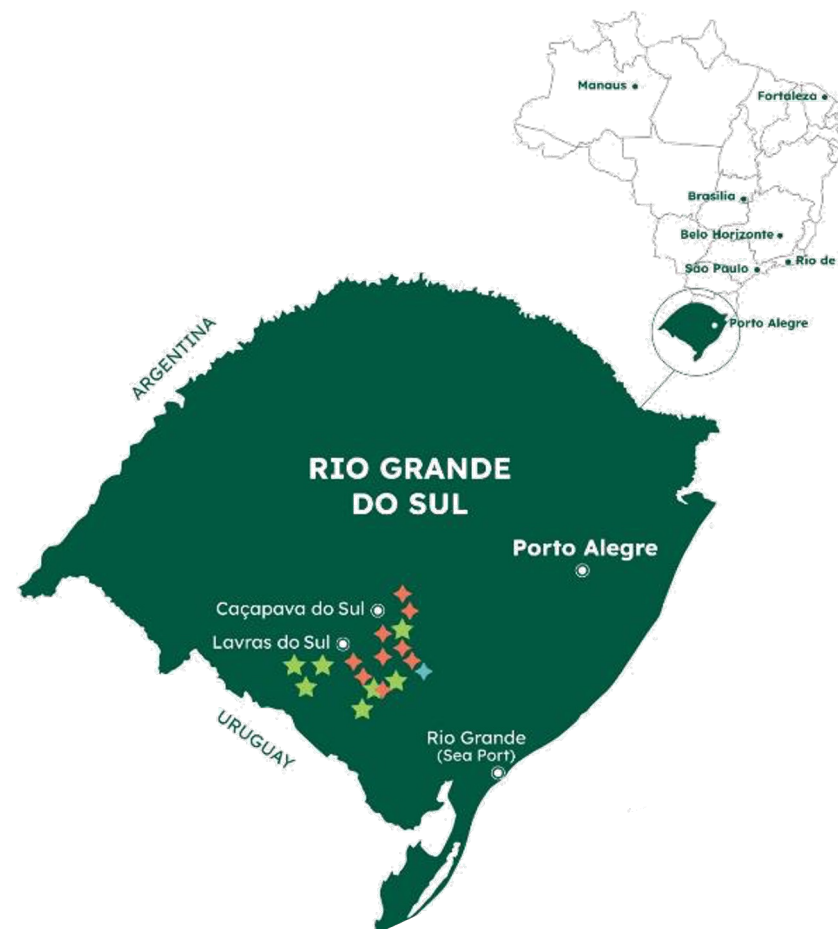 Manaus
Fortaleza
Brasilia
Belo Horizonte
São Paulo
Rio de
Porto Alegre
ARGENTINA
RIO GRANDE
DO SUL
Porto Alegre
Caçapava do Sul
Lavras do Sul
URUGUAY
Rio Grande
(Sea Port)